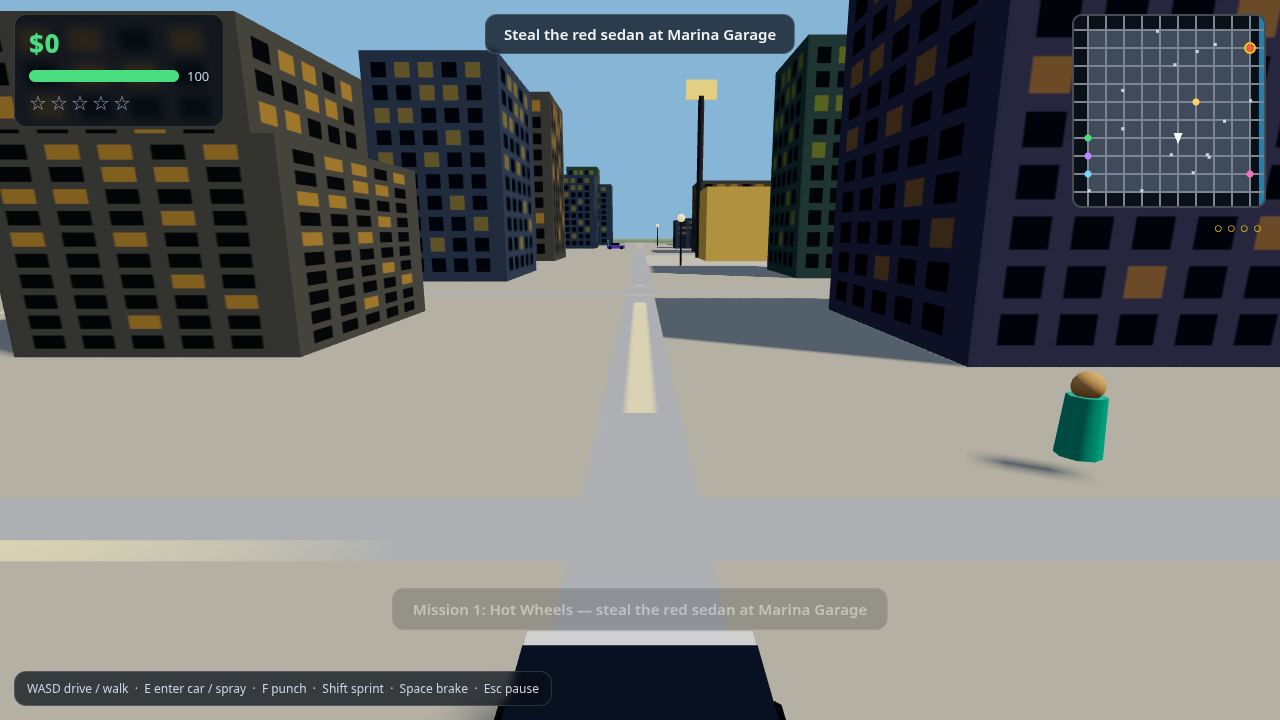 $0
100
Steal the red sedan at Marina Garage
Mission 1: Hot Wheels — steal the red sedan at Marina Garage
WASD drive / walk · E enter car / spray · F punch · Shift sprint · Space brake · Esc pause